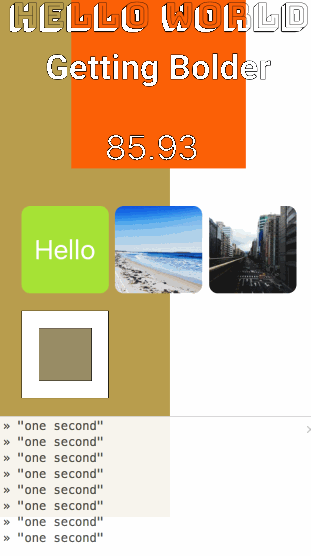 HELLO WORLD
Getting Bolder
85.93
Hello
» "one second"
» "one second"
» "one second"
» "one second"
» "one second"
» "one second"
» "one second"
» "one second"